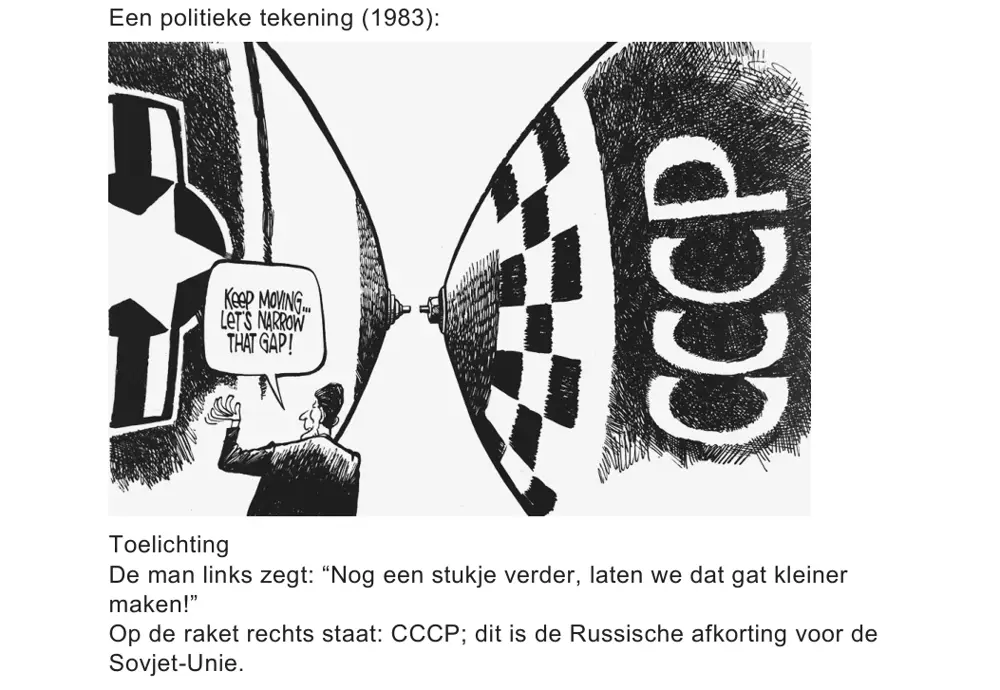 Een politieke tekening (1983):
KEEP MOVING...
LET'S NARROW
THAT GAP!
CCCP
Toelichting
De man links zegt: “Nog een stukje verder, laten we dat gat kleiner
maken!”
Op de raket rechts staat: CCCP; dit is de Russische afkorting voor de
Sovjet-Unie.